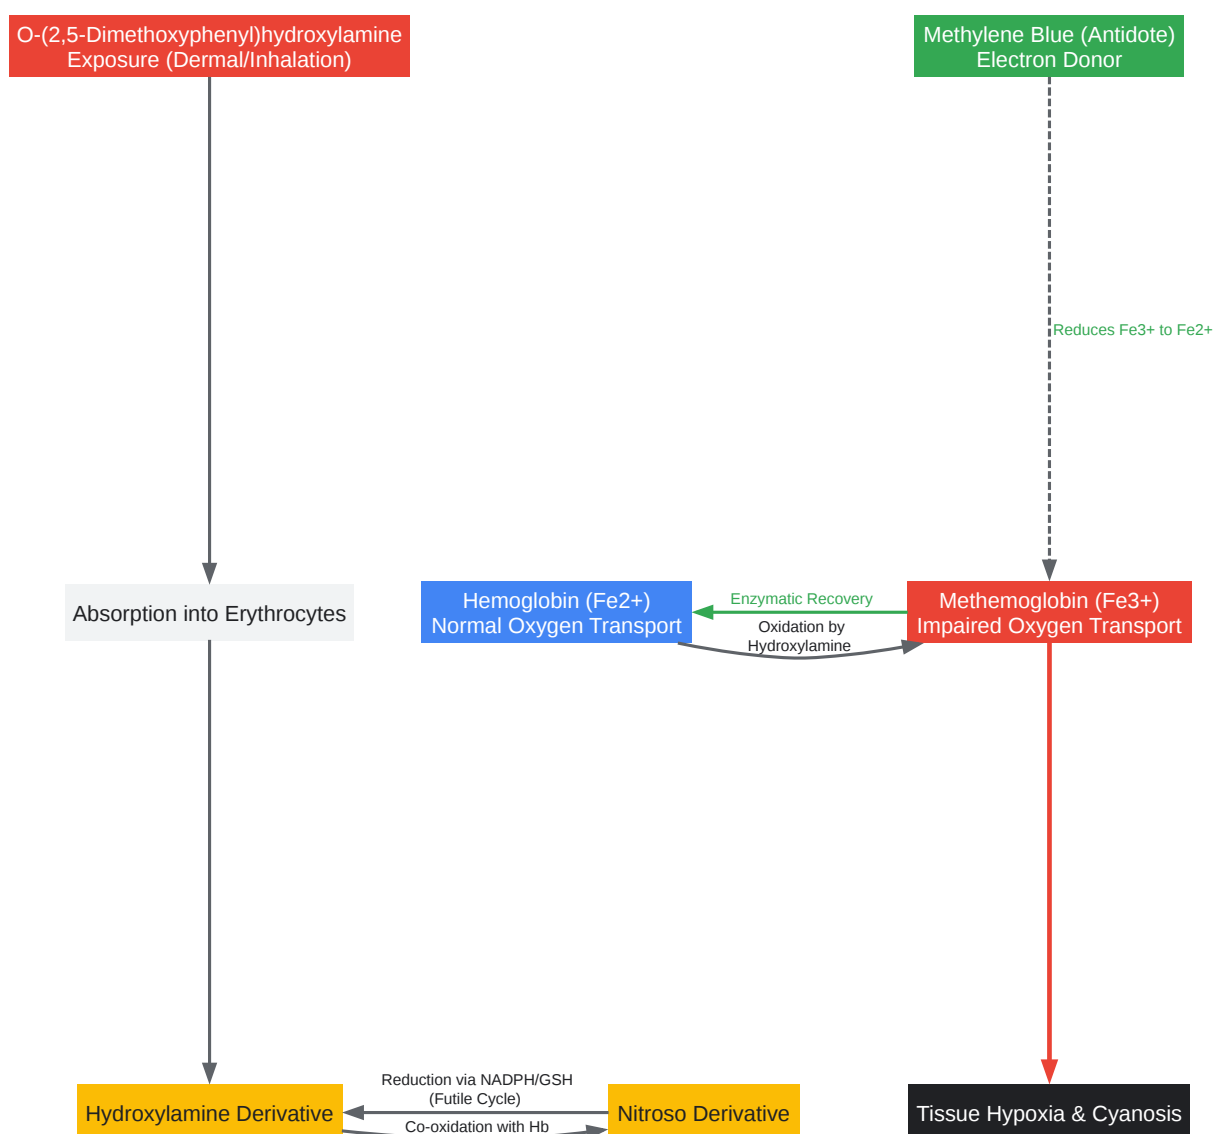 O-(2,5-Dimethoxyphenyl)hydroxylamine
Exposure (Dermal/Inhalation)
Methylene Blue (Antidote)
Electron Donor
Reduces Fe3+ to Fe2+
Absorption into Erythrocytes
Hemoglobin (Fe2+)
Normal Oxygen Transport
Enzymatic Recovery
Oxidation by
Hydroxylamine
Methemoglobin (Fe3+)
Impaired Oxygen Transport
Reduction via NADPH/GSH
(Futile Cycle)
Hydroxylamine Derivative
Co-oxidation with Hb
Nitroso Derivative
Tissue Hypoxia & Cyanosis